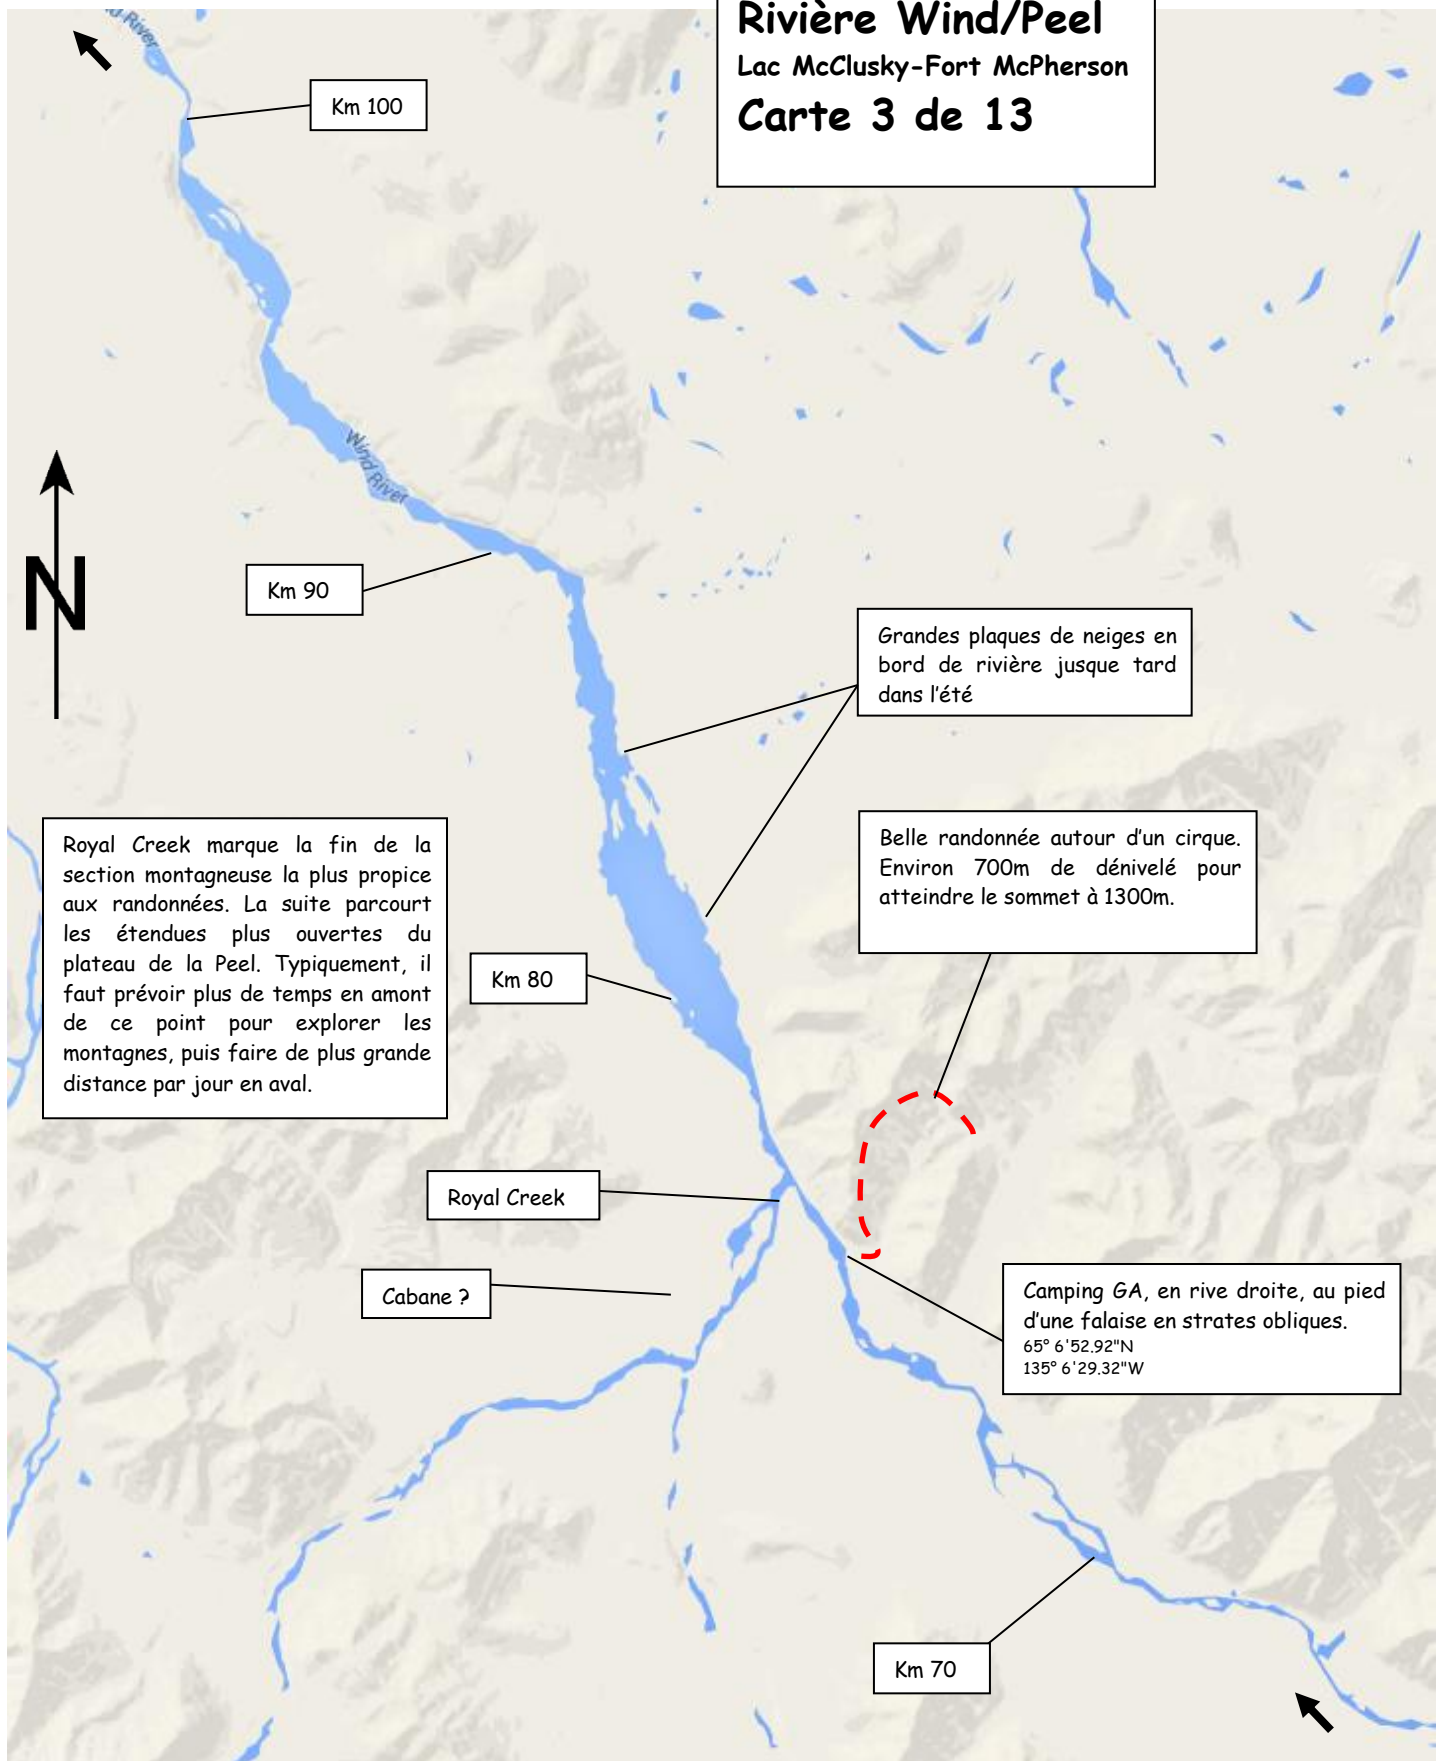 Rivière Wind/Peel
Lac McClusky-Fort McPherson
Carte 3 de 13
River
Km 100
Wind River
N
Km 90
Grandes plaques de neiges en
bord de rivière jusque tard
dans l'été
Royal Creek marque la fin de la
section montagneuse la plus propice
aux randonnées. La suite parcourt
les étendues plus ouvertes du
plateau de la Peel. Typiquement, il
faut prévoir plus de temps en amont
de ce point pour explorer les
montagnes, puis faire de plus grande
distance par jour en aval.
Belle randonnée autour d'un cirque.
Environ 700m de dénivelé pour
atteindre le sommet à 1300m.
Km 80
Royal Creek
Cabane ?
Camping GA, en rive droite, au pied
d'une falaise en strates obliques.
65° 6'52.92"N
135° 6'29.32"W
Km 70